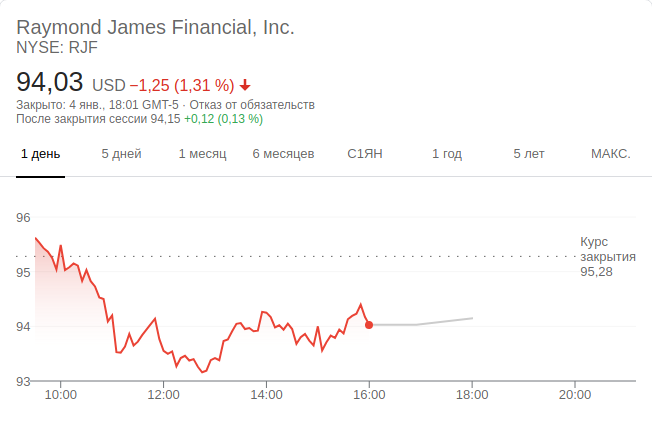 Raymond James Financial, Inc.
NYSE: RJF
94,03 USD −1,25 (1,31 %)
Закрыто: 4 янв., 18:01 GMT-5 · Отказ от обязательств
После закрытия сессии 94,15 +0,12 (0,13 %)
1 день 5 дней 1 месяц 6 месяцев С1ЯН 1 год 5 лет МАКС.
96
Курс
закрытия
95,28
95
94
93
10:00 12:00 14:00 16:00 18:00 20:00